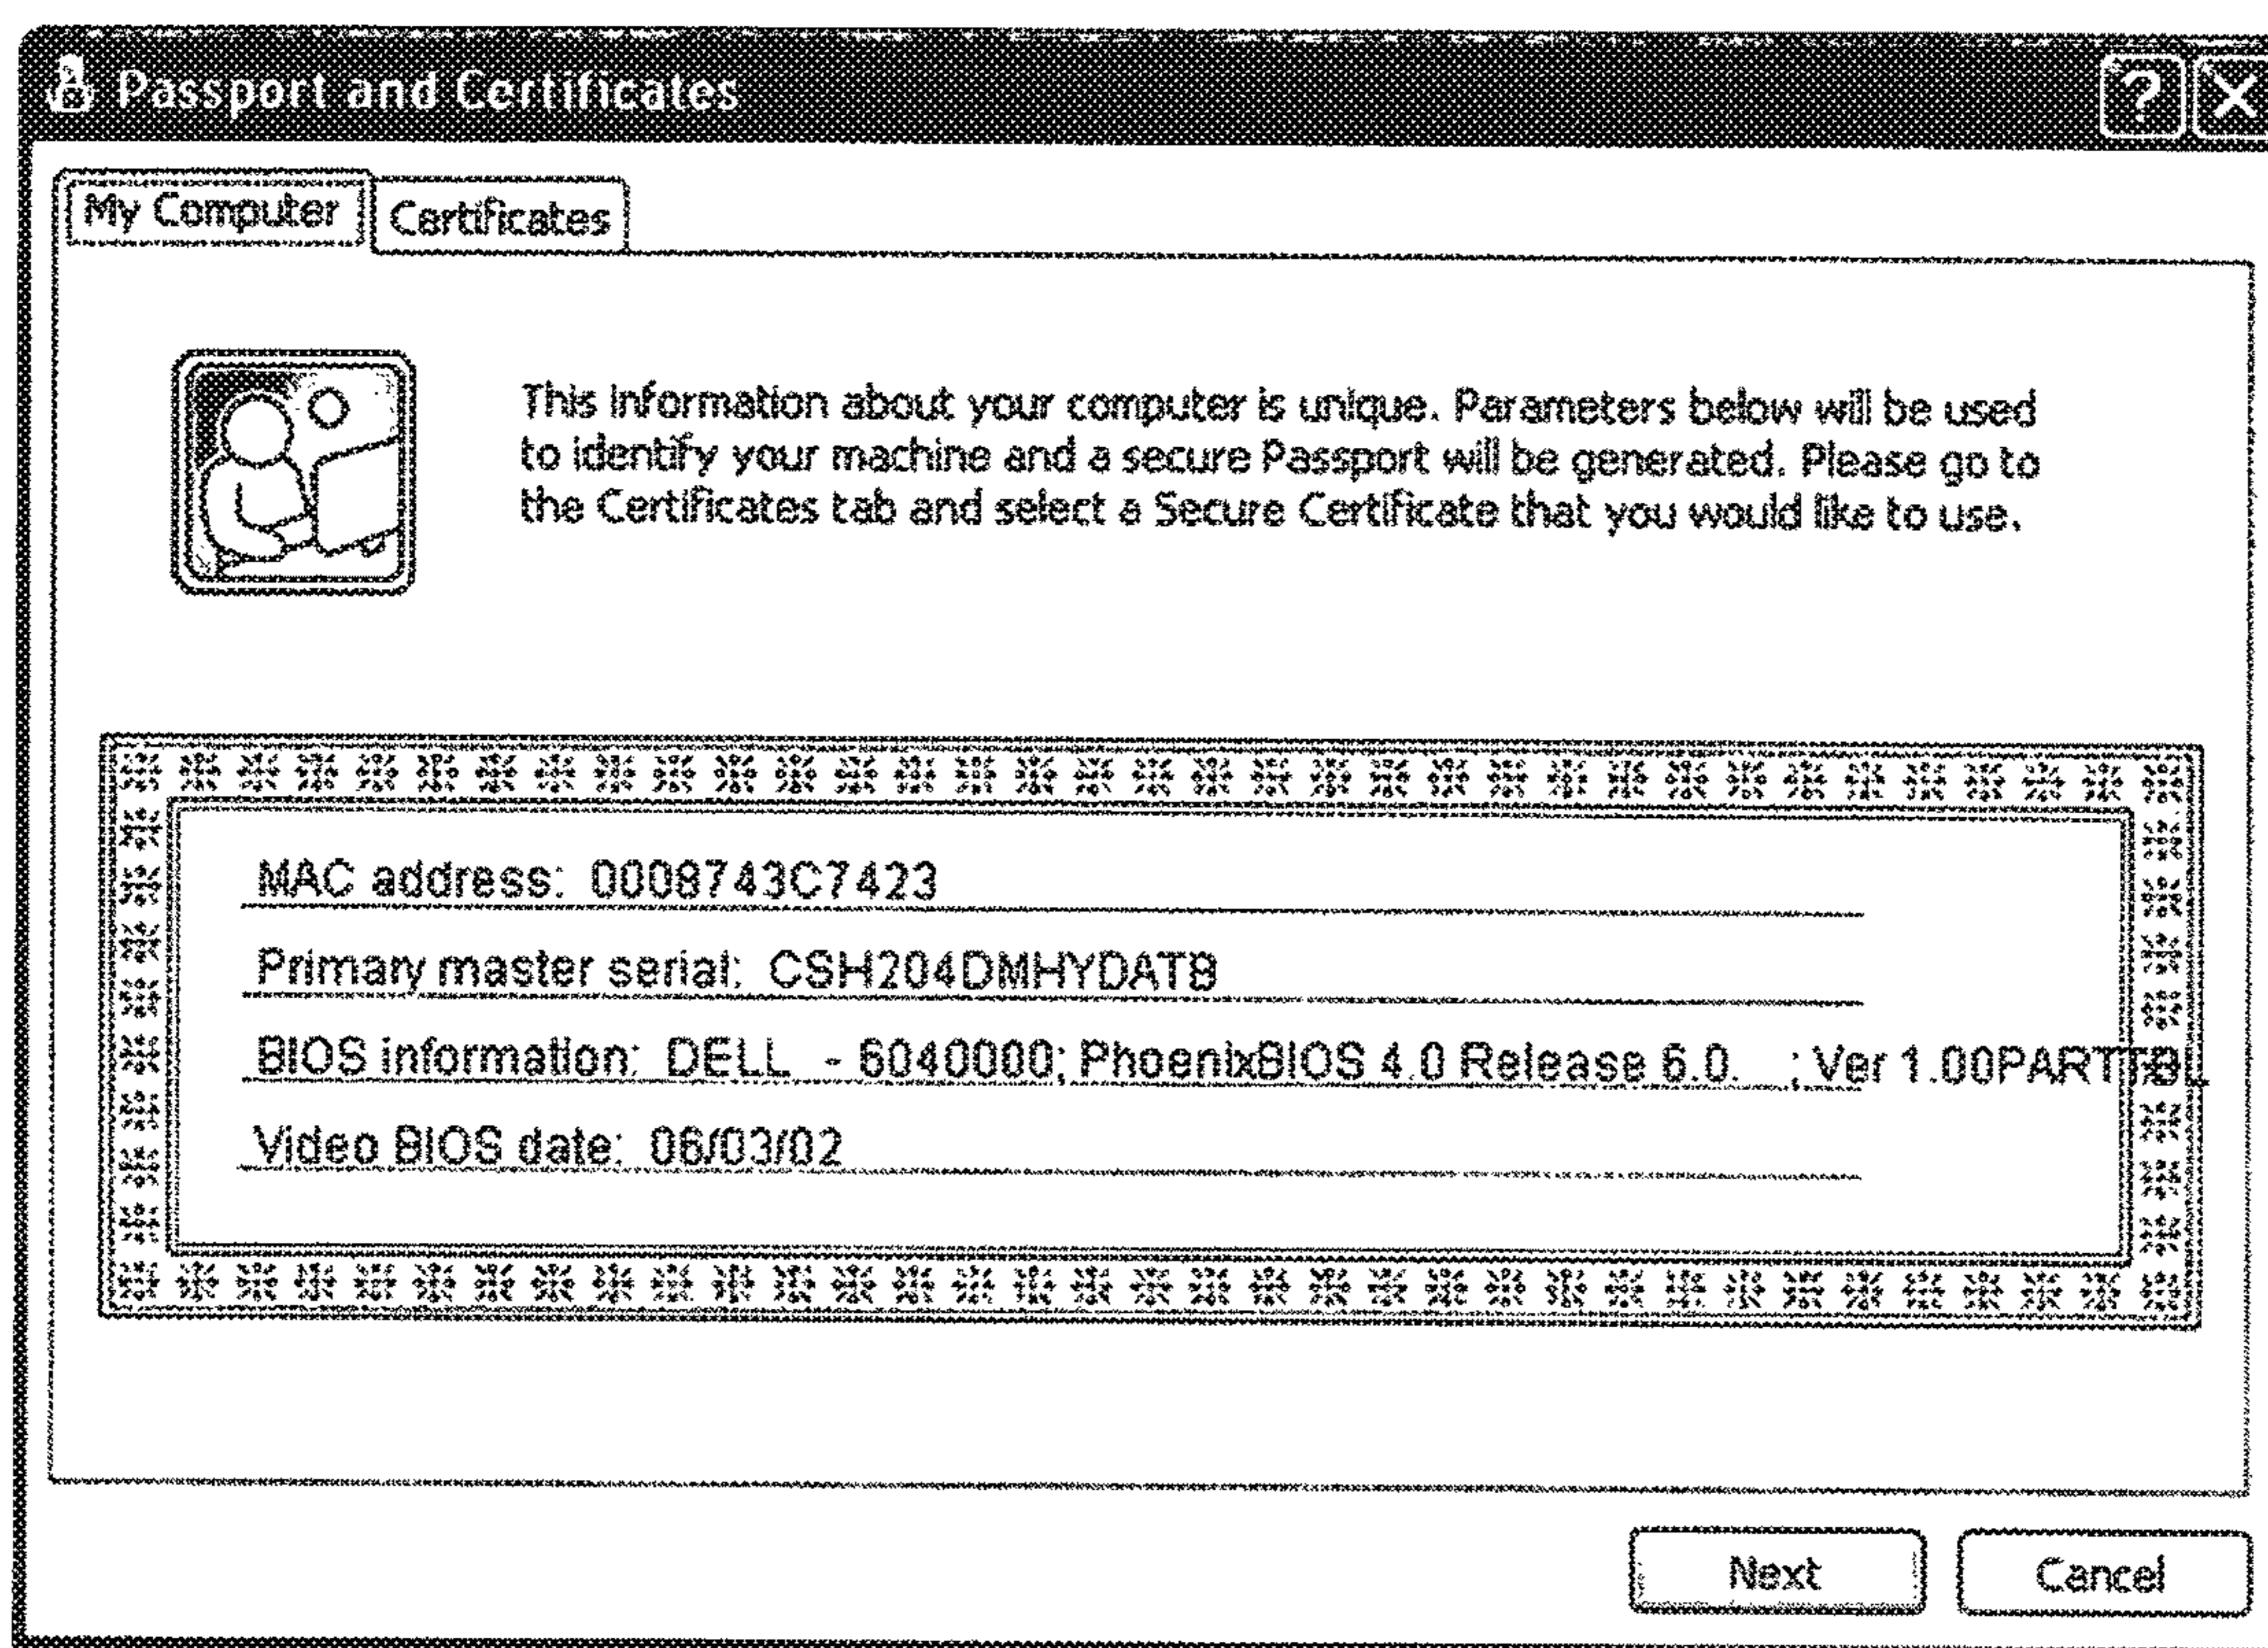 Passport and Certificates
My Computer
Certificates
This information about your computer is unique. Parameters below will be used
to identify your machine and a secure Passport will be generated. Please go to
the Certificates tab and select a Secure Certificate that you would like to use.
MAC address: 0008743C7423
Primary master serial: CSH204DMHYDATB
BIOS information: DELL - 6040000; PhoenixBIOS 4.0 Release 6.0. ; Ver 1.00PARTTBL
Video BIOS date: 06/03/02
Next
Cancel